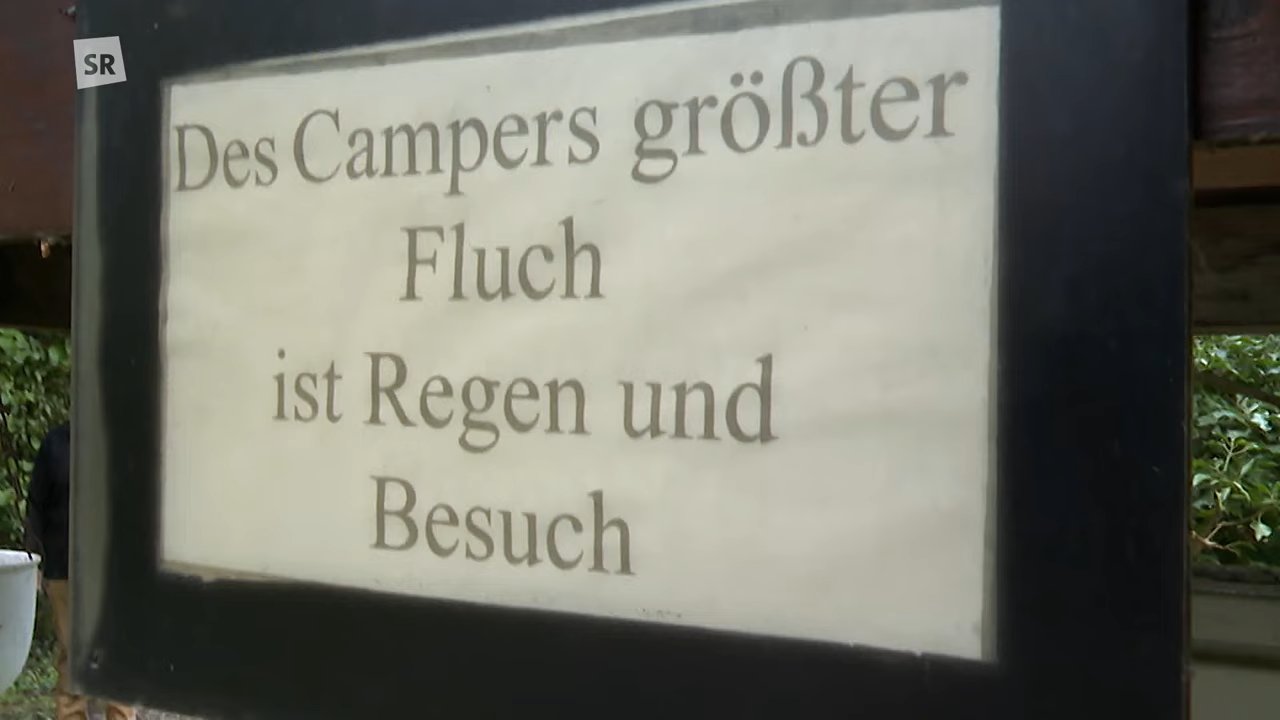 SR
Des Campers größter
Fluch
ist Regen und
Besuch